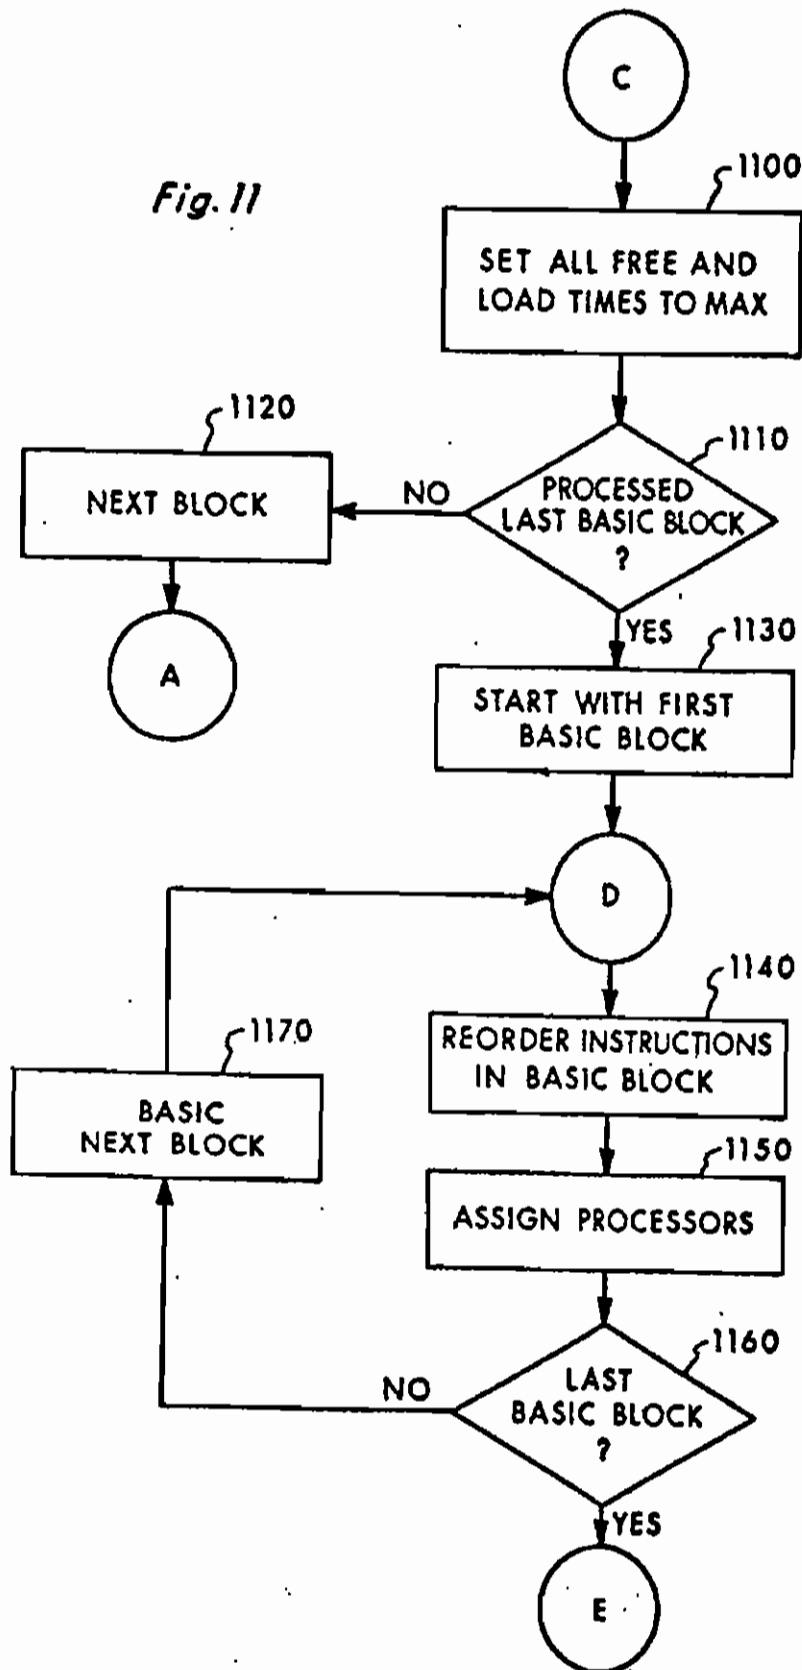 C
Fig. 11
1100
SET ALL FREE AND
LOAD TIMES TO MAX
1120
NEXT BLOCK
NO
1110
PROCESSED
LAST BASIC BLOCK
?
A
YES
1130
START WITH FIRST
BASIC BLOCK
D
1140
REORDER INSTRUCTIONS
IN BASIC BLOCK
1170
BASIC
NEXT BLOCK
1150
ASSIGN PROCESSORS
1160
NO
LAST
BASIC BLOCK
?
YES
E